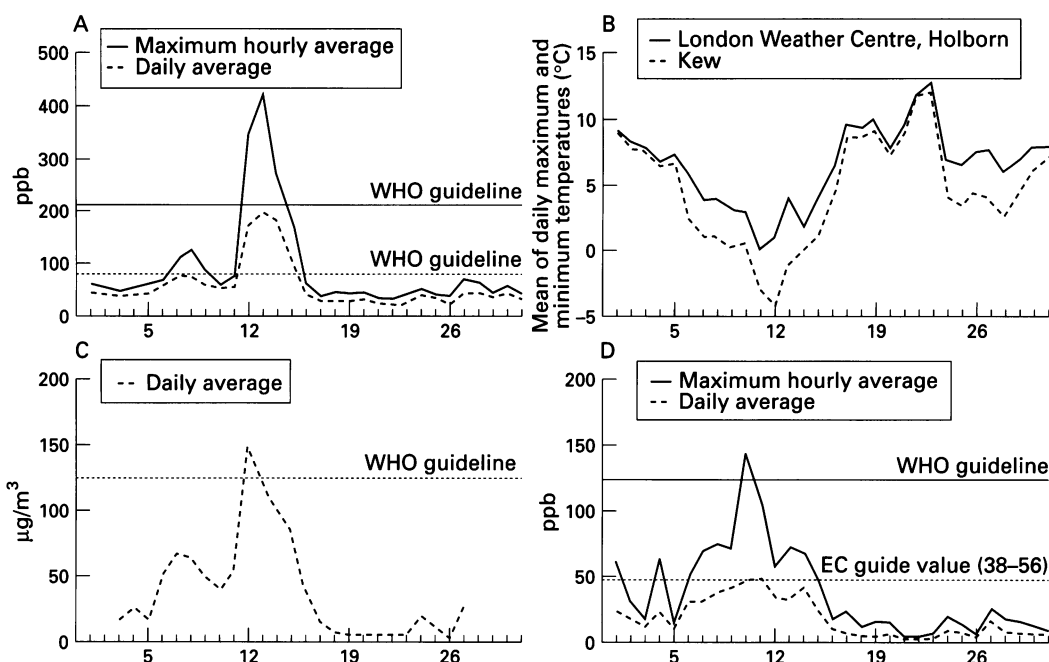 A
Maximum hourly average
Daily average
500
400
300
200
100
0
ppb
WHO guideline
WHO guideline
5
12
19
26
B
London Weather Centre, Holborn
Kew
15
10
5
0
–5
Mean of daily maximum and
minimum temperatures (°C)
5
12
19
26
C
Daily average
200
150
100
50
0
µg/m³
WHO guideline
5
12
19
26
D
Maximum hourly average
Daily average
200
150
100
50
0
ppb
WHO guideline
EC guide value (38–56)
5
12
19
26